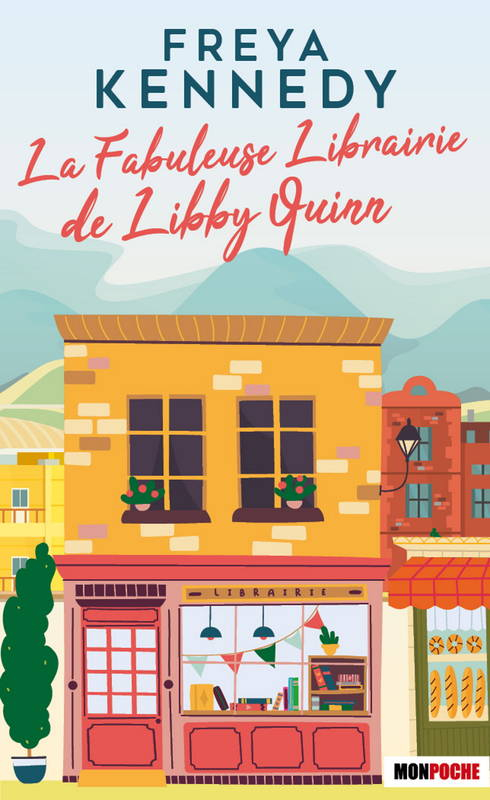 FREYA
KENNEDY
La Fabuleuse Librairie
de Libby Quinn
LIBRAIRIE
MONPOCHE